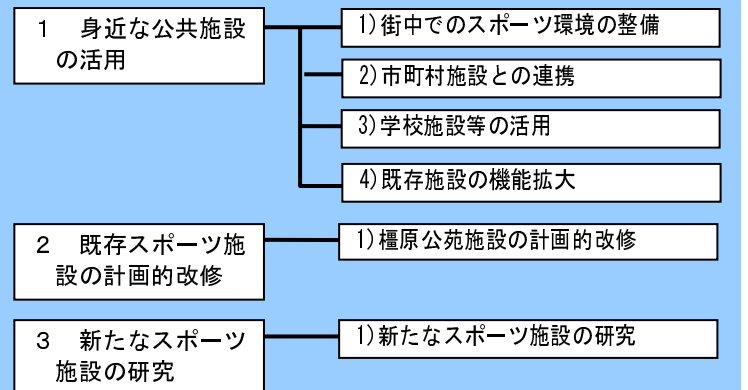 1 身近な公共施設
の活用
1)街中でのスポーツ環境の整備
2)市町村施設との連携
3)学校施設等の活用
4)既存施設の機能拡大
2 既存スポーツ施
設の計画的改修
1)橿原公苑施設の計画的改修
3 新たなスポーツ
施設の研究
1)新たなスポーツ施設の研究